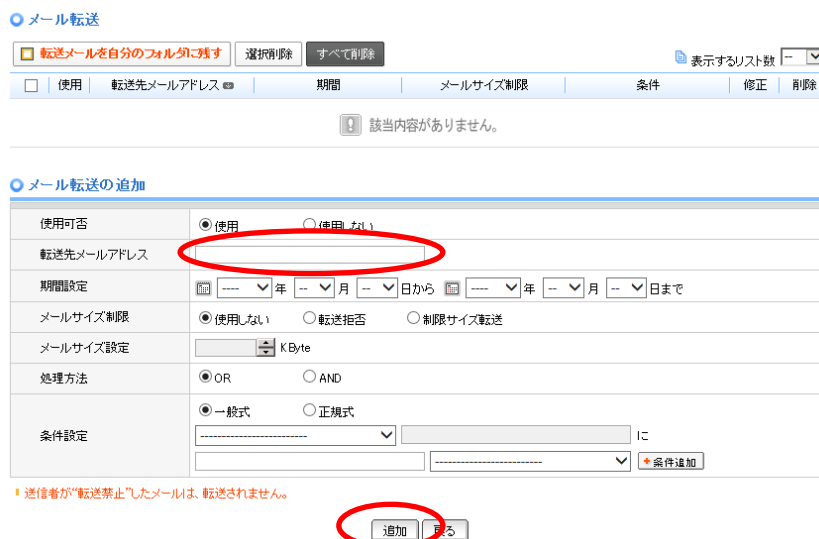 メール転送
転送メールを自分のフォルダに残す 選択削除 すべて削除 表示するリスト数 --
使用 転送先メールアドレス 期間 メールサイズ制限 条件 修正 削除
該当内容がありません。
メール転送の追加
使用可否 使用 使用しない
転送先メールアドレス
期間設定 ---- 年 -- 月 -- 日から ---- 年 -- 月 -- 日まで
メールサイズ制限 使用しない 転送拒否 制限サイズ転送
メールサイズ設定 KByte
処理方法 OR AND
条件設定 一般式 正規式
------------------------- に
------------------------- +条件追加
送信者が“転送禁止”したメールは、転送されません。
追加 戻る